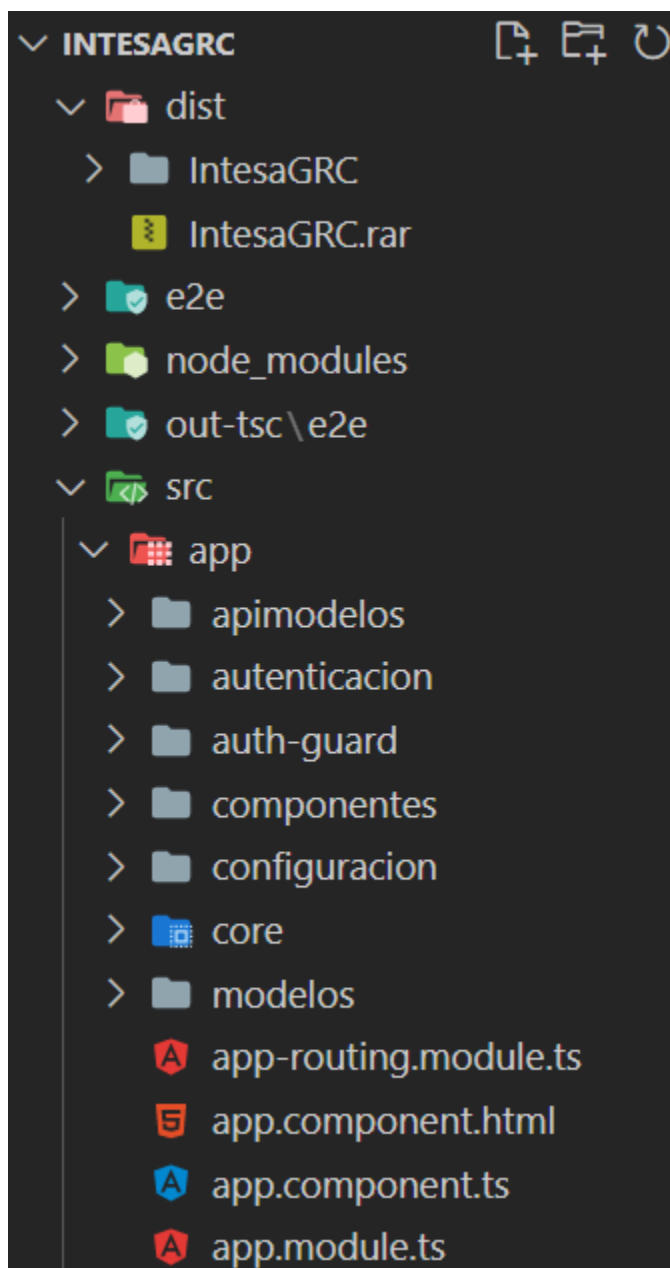 INTESAGRC
dist
IntesaGRC
IntesaGRC.rar
e2e
node_modules
out-tsc\e2e
src
app
apimodelos
autenticacion
auth-guard
componentes
configuracion
core
modelos
app-routing.module.ts
app.component.html
app.component.ts
app.module.ts